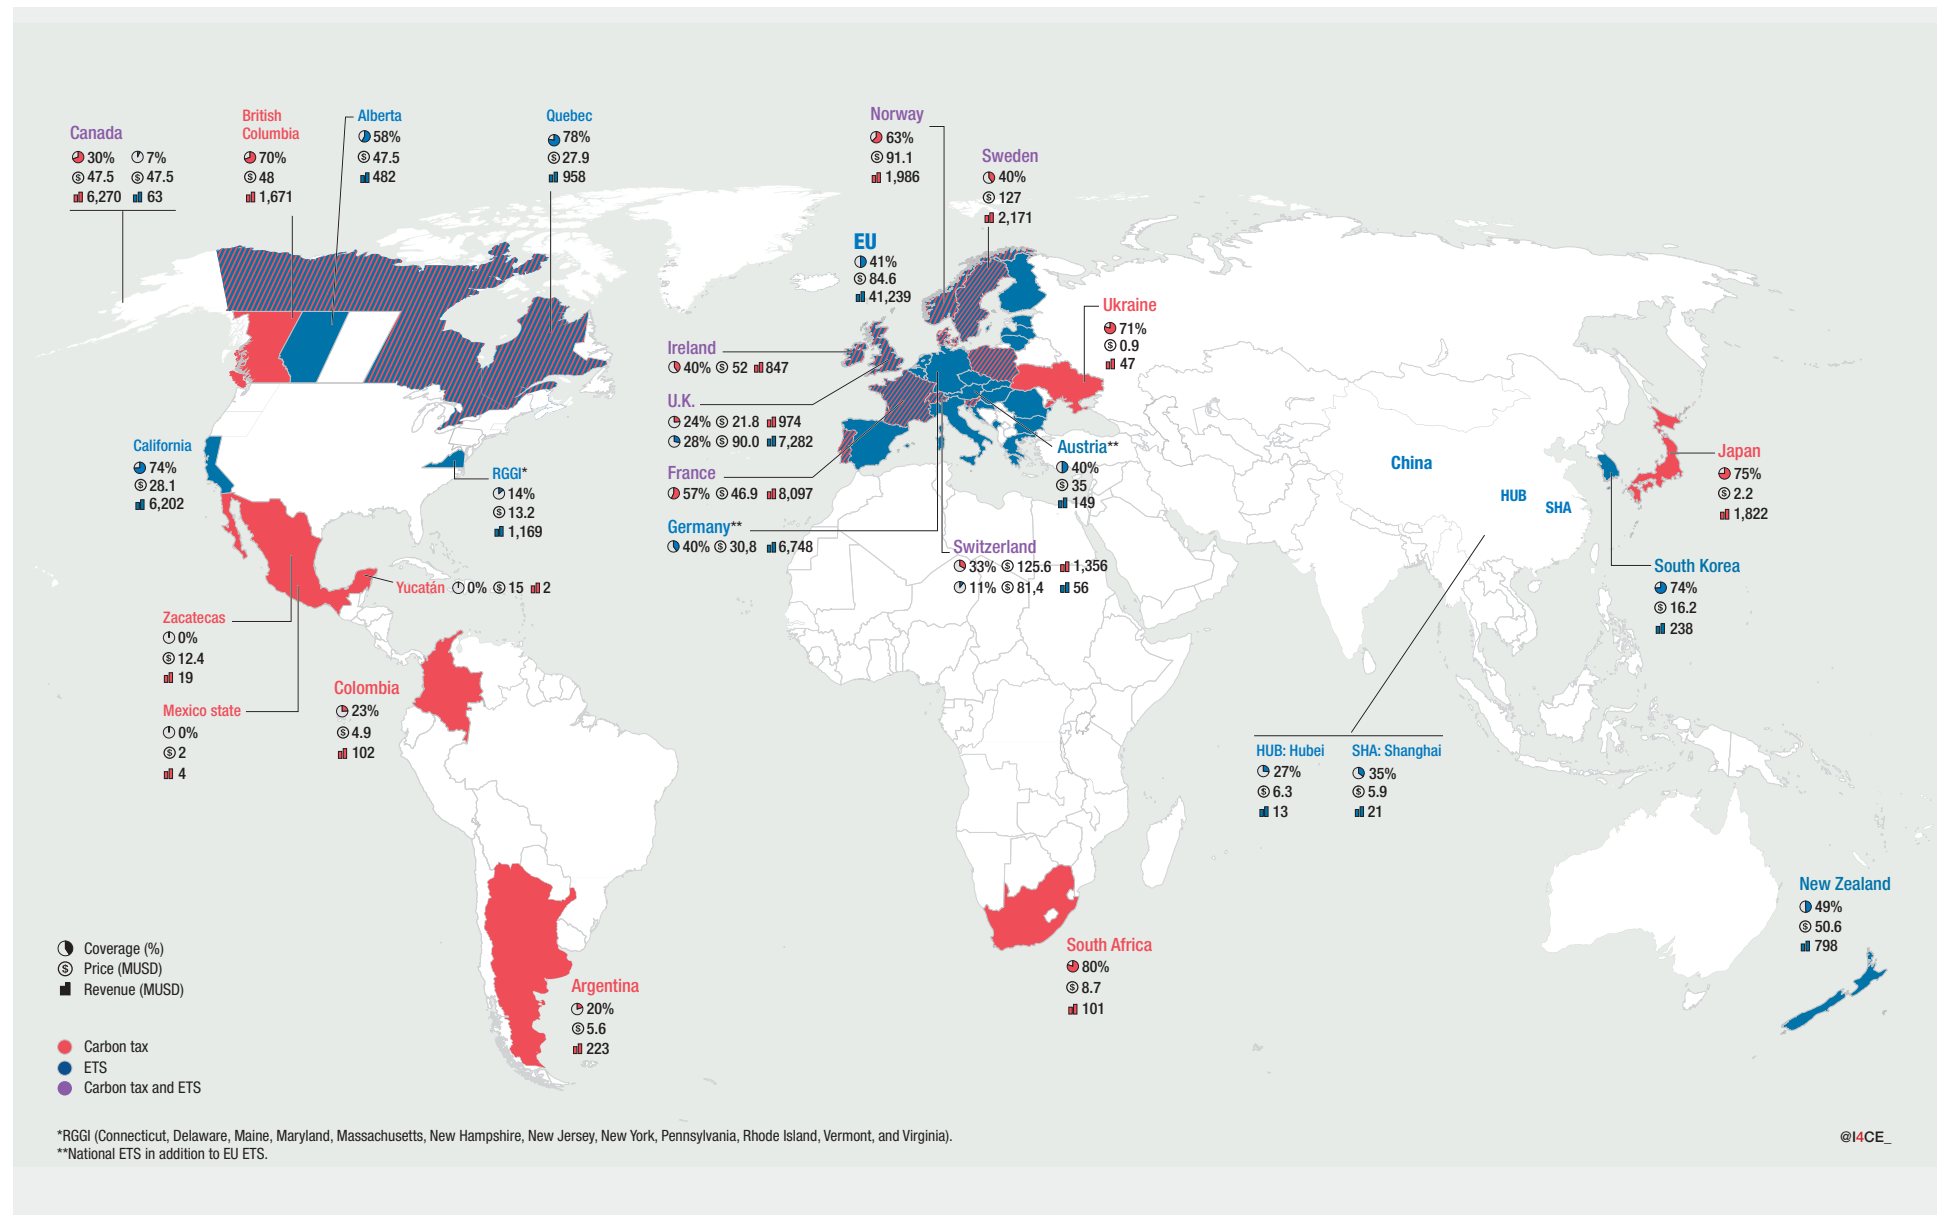 Canada
30% 7%
$ 47.5 $ 47.5
6,270 63
British
Columbia
70%
$ 48
1,671
Alberta
58%
$ 47.5
482
Quebec
78%
$ 27.9
958
Norway
63%
$ 91.1
1,986
Sweden
40%
$ 127
2,171
EU
41%
$ 84.6
41,239
Ukraine
71%
$ 0.9
47
Ireland
40% $ 52 847
U.K.
24% $ 21.8 974
28% $ 90.0 7,282
France
57% $ 46.9 8,097
Germany**
40% $ 30,8 6,748
Austria**
40%
$ 35
149
Switzerland
33% $ 125.6 1,356
11% $ 81,4 56
California
74%
$ 28.1
6,202
RGGI*
14%
$ 13.2
1,169
Yucatán 0% $ 15 2
Zacatecas
0%
$ 12.4
19
Mexico state
0%
$ 2
4
Colombia
23%
$ 4.9
102
Argentina
20%
$ 5.6
223
South Africa
80%
$ 8.7
101
China
HUB
SHA
HUB: Hubei
27%
$ 6.3
13
SHA: Shanghai
35%
$ 5.9
21
Japan
75%
$ 2.2
1,822
South Korea
74%
$ 16.2
238
New Zealand
49%
$ 50.6
798
Coverage (%)
$ Price (MUSD)
Revenue (MUSD)
Carbon tax
ETS
Carbon tax and ETS
*RGGI (Connecticut, Delaware, Maine, Maryland, Massachusetts, New Hampshire, New Jersey, New York, Pennsylvania, Rhode Island, Vermont, and Virginia).
**National ETS in addition to EU ETS.
@I4CE_